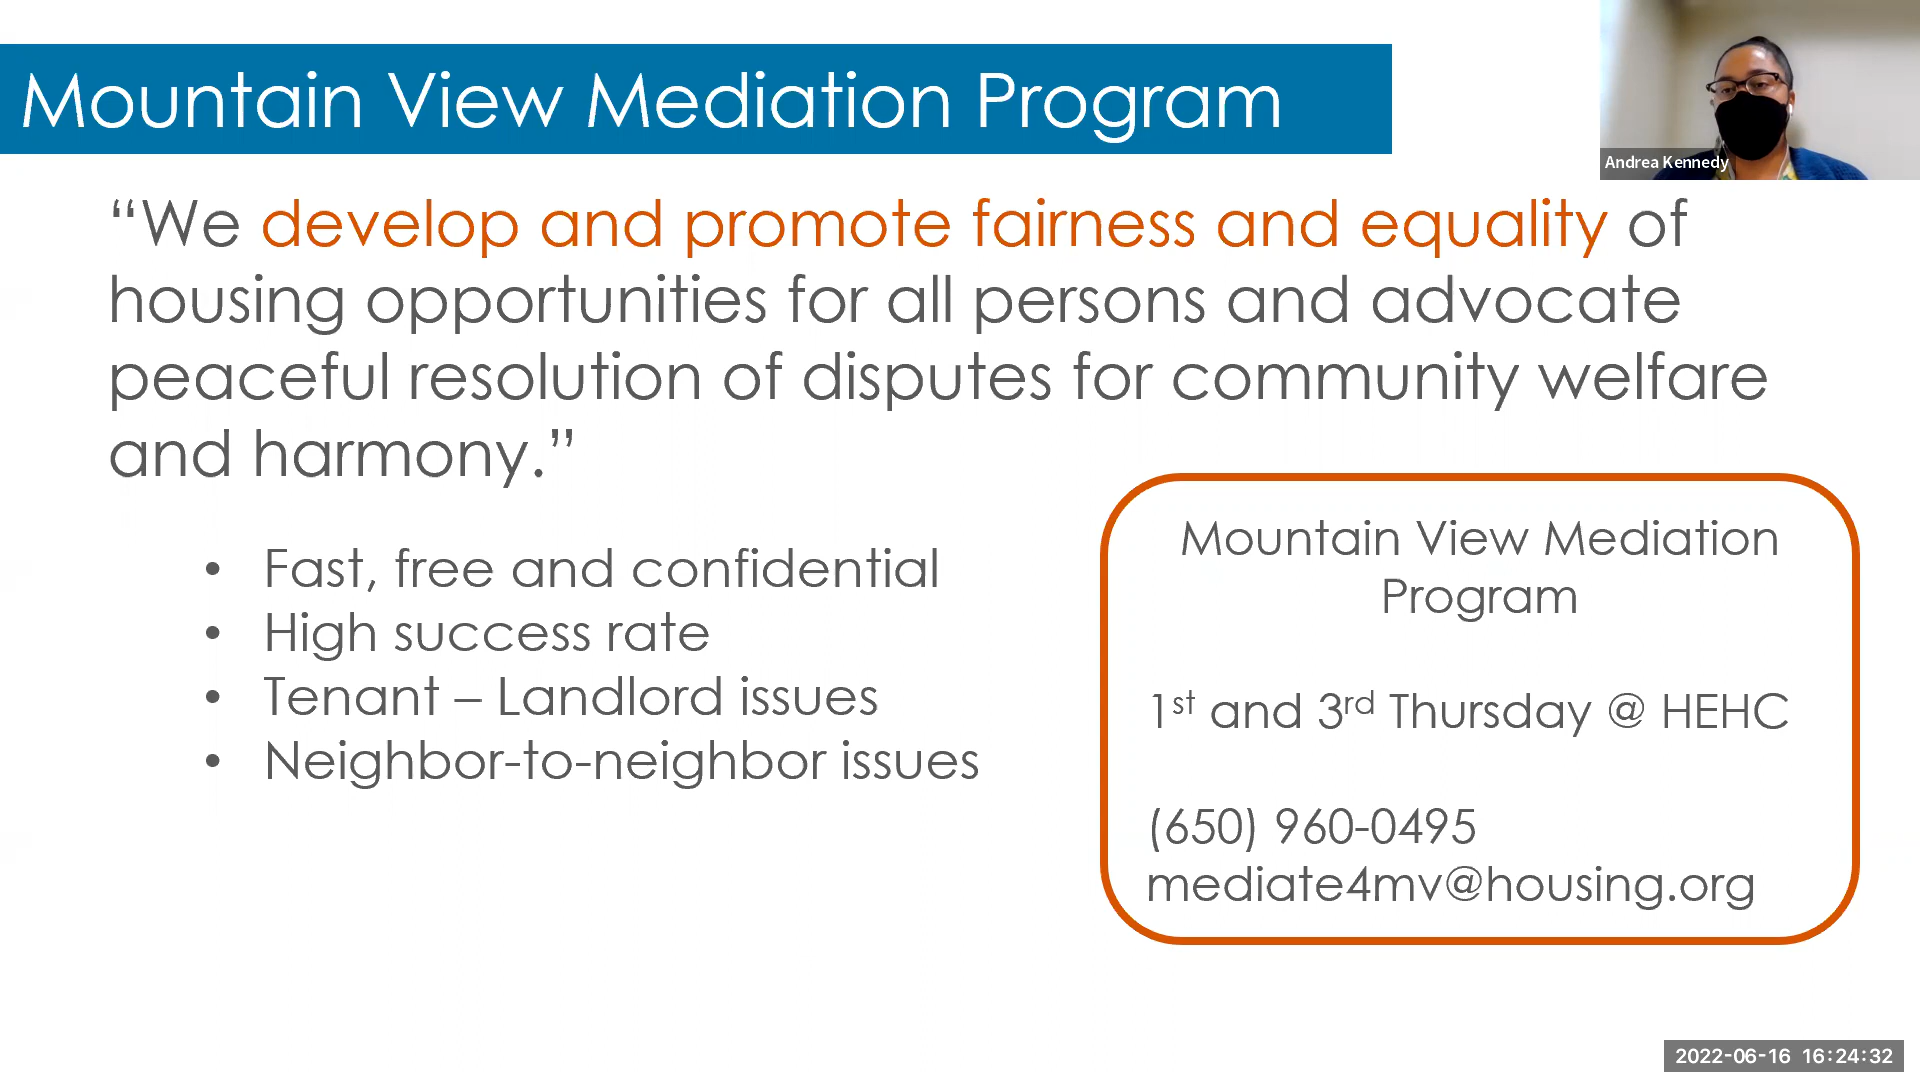 Mountain View Mediation Program
Andrea Kennedy
“We develop and promote fairness and equality of
housing opportunities for all persons and advocate
peaceful resolution of disputes for community welfare
and harmony.”
• Fast, free and confidential
• High success rate
• Tenant – Landlord issues
• Neighbor-to-neighbor issues
Mountain View Mediation
Program
1st and 3rd Thursday @ HEHC
(650) 960-0495
mediate4mv@housing.org
2022-06-16 16:24:32